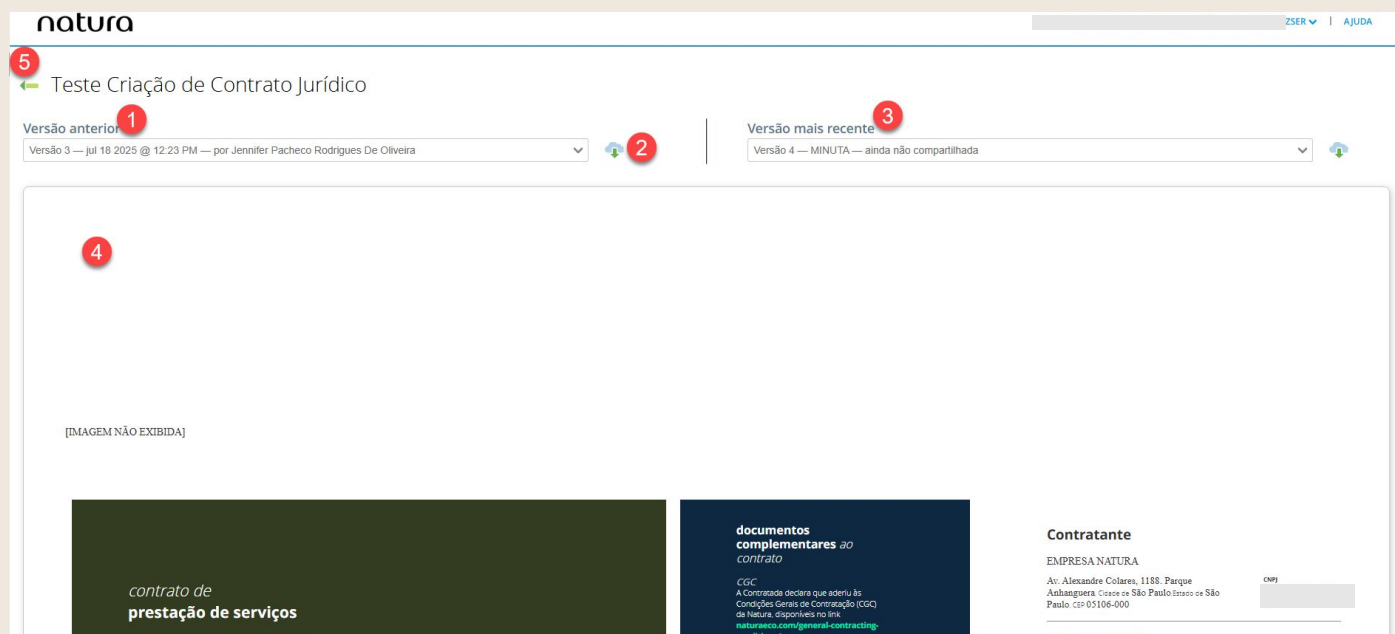 natura
ZSER | AJUDA
5
Teste Criação de Contrato Jurídico
Versão anterior 1
Versão 3 — jul 18 2025 @ 12:23 PM — por Jennifer Pacheco Rodrigues De Oliveira
2
Versão mais recente 3
Versão 4 — MINUTA — ainda não compartilhada
4
[IMAGEM NÃO EXIBIDA]
contrato de
prestação de serviços
documentos
complementares ao
contrato
CGC
A Contratada declara que aderiu às
Condições Gerais de Contratação (CGC)
da Natura, disponíveis no link
naturaeco.com/general-contracting-
Contratante
EMPRESA NATURA
Av. Alexandre Colares, 1188. Parque
Anhanguera, Cidade de São Paulo,Estado de São
Paulo. CEP 05106-000
CNPJ